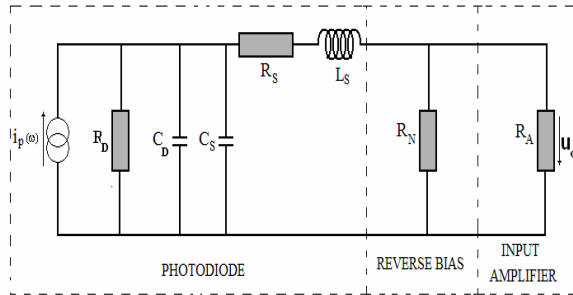 R_S
L_S
i_p(ω)
R_D
C_D
C_S
R_N
R_A
PHOTODIODE
REVERSE BIAS
INPUT
AMPLIFIER